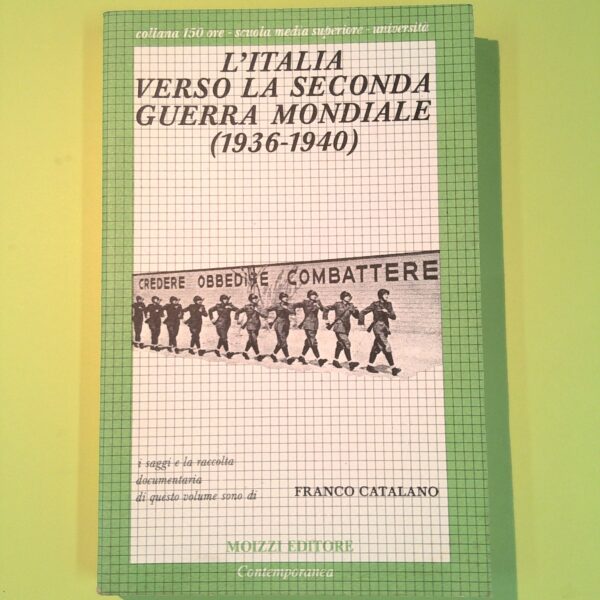 collana 150 ore - scuola media superiore - università
L'ITALIA
VERSO LA SECONDA
GUERRA MONDIALE
(1936-1940)
CREDERE OBBEDIRE COMBATTERE
i saggi e la raccolta
documentaria
di questo volume sono di FRANCO CATALANO
MOIZZI EDITORE
Contemporanea